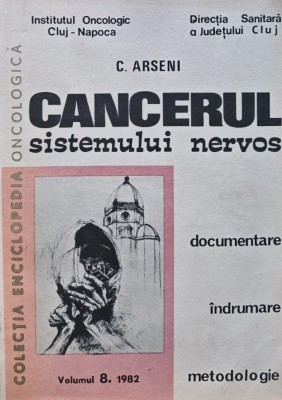 Institutul Oncologic
Cluj-Napoca
Direcția Sanitară
a Județului Cluj
C. ARSENI
CANCERUL
sistemului nervos
COLECȚIA ENCICLOPEDIA ONCOLOGICĂ
documentare
îndrumare
metodologie
Volumul 8. 1982